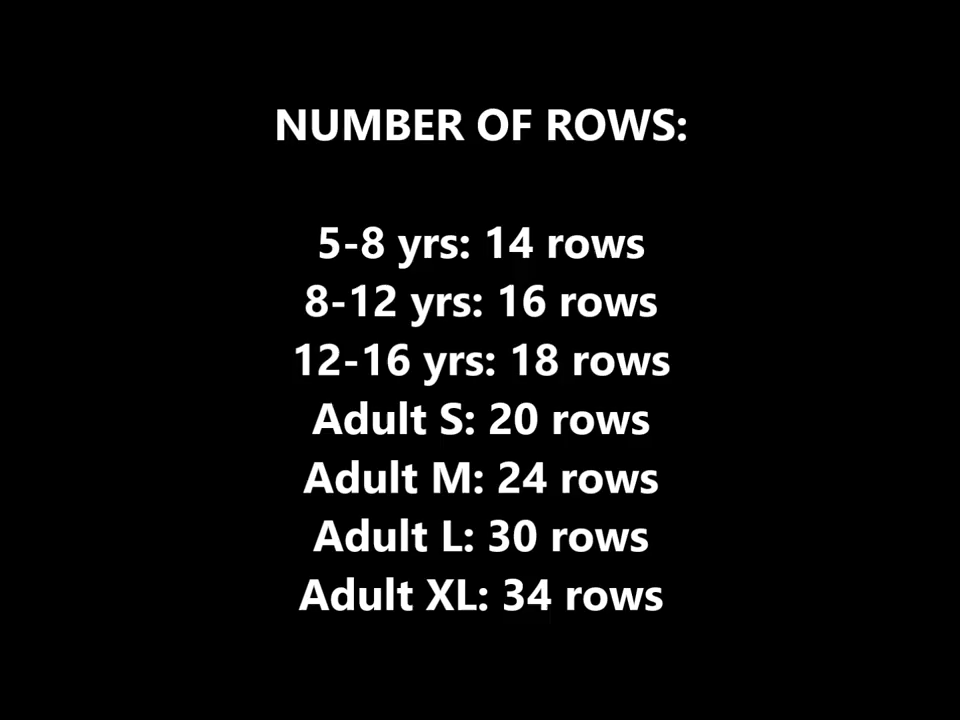 NUMBER OF ROWS:
5-8 yrs: 14 rows
8-12 yrs: 16 rows
12-16 yrs: 18 rows
Adult S: 20 rows
Adult M: 24 rows
Adult L: 30 rows
Adult XL: 34 rows